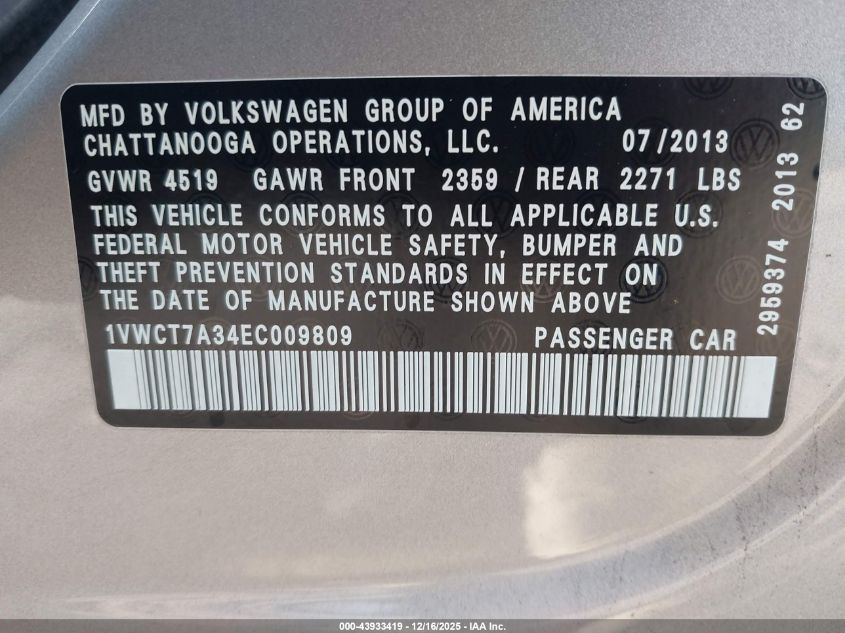 MFD BY VOLKSWAGEN GROUP OF AMERICA
CHATTANOOGA OPERATIONS, LLC. 07/2013
GVWR 4519 GAWR FRONT 2359 / REAR 2271 LBS
THIS VEHICLE CONFORMS TO ALL APPLICABLE U.S.
FEDERAL MOTOR VEHICLE SAFETY, BUMPER AND
THEFT PREVENTION STANDARDS IN EFFECT ON
THE DATE OF MANUFACTURE SHOWN ABOVE
1VWCT7A34EC009809 PASSENGER CAR
2959374 2013 62
000-43933419 - 12/16/2025 - IAA Inc.